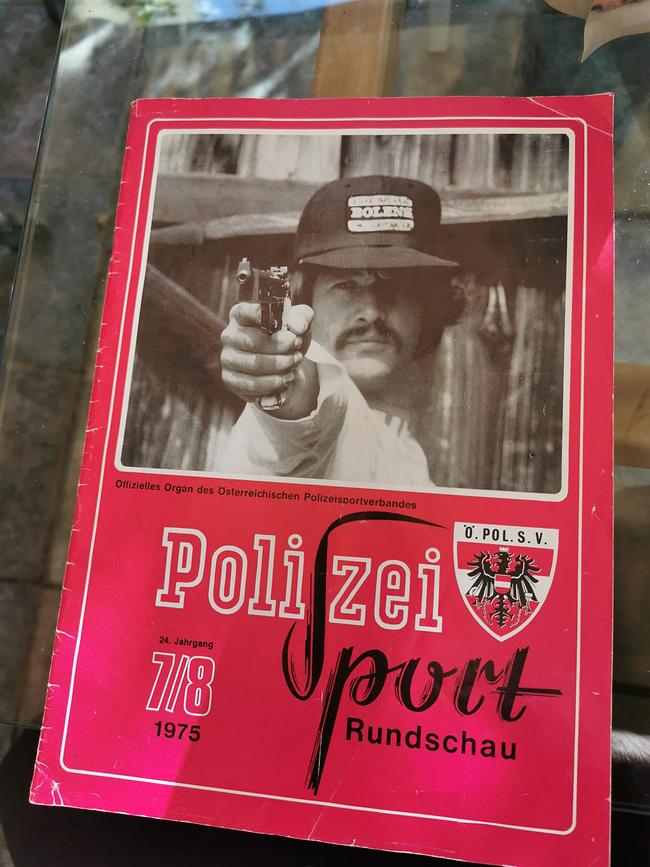 BOLENS
Offizielles Organ des Österreichischen Polizeisportverbandes
Polizei
Ö. POL. S. V.
Sport
Rundschau
24. Jahrgang
7/8
1975